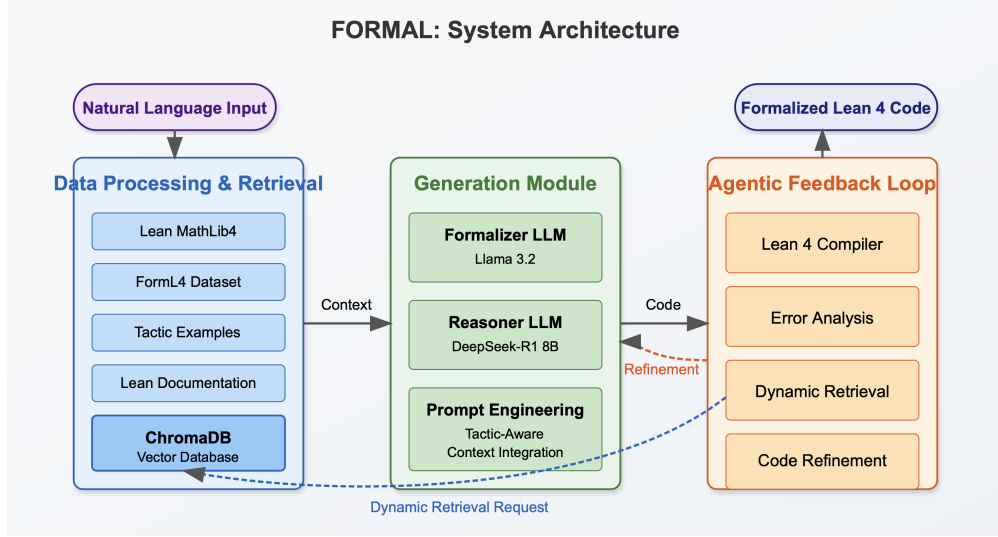 FORMAL: System Architecture
Natural Language Input
Formalized Lean 4 Code
Data Processing & Retrieval
Lean MathLib4
FormL4 Dataset
Tactic Examples
Lean Documentation
ChromaDB
Vector Database
Context
Generation Module
Formalizer LLM
Llama 3.2
Reasoner LLM
DeepSeek-R1 8B
Prompt Engineering
Tactic-Aware
Context Integration
Code
Refinement
Agentic Feedback Loop
Lean 4 Compiler
Error Analysis
Dynamic Retrieval
Code Refinement
Dynamic Retrieval Request